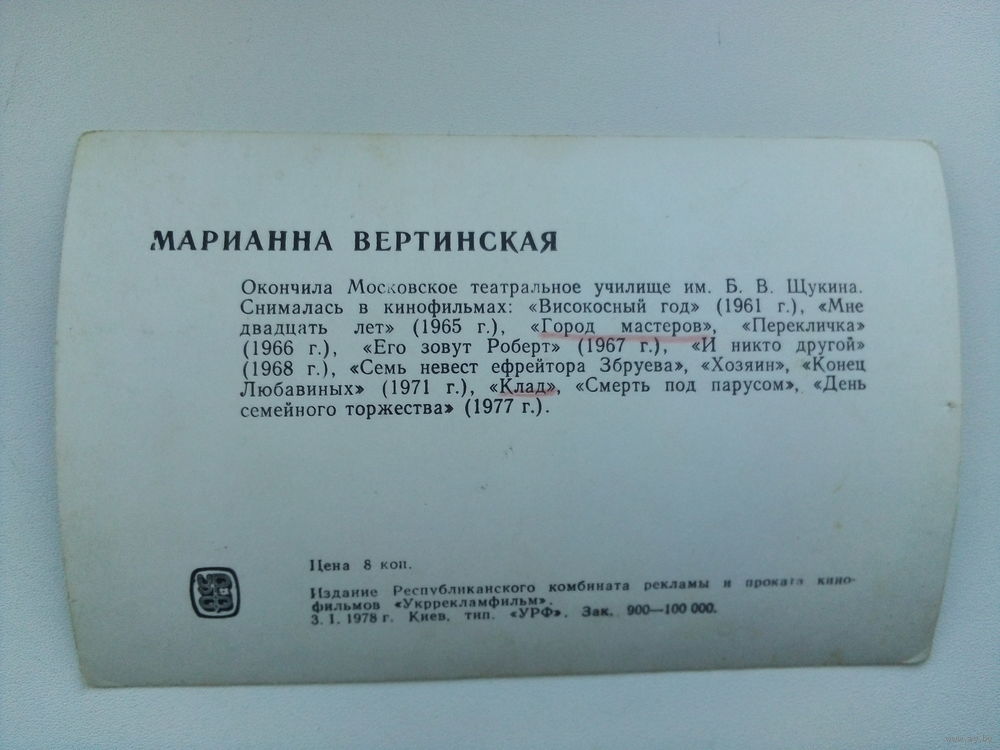 МАРИАННА ВЕРТИНСКАЯ
Окончила Московское театральное училище им. Б. В. Щукина.
Снималась в кинофильмах: «Високосный год» (1961 г.), «Мне
двадцать лет» (1965 г.), «Город мастеров», «Перекличка»
(1966 г.), «Его зовут Роберт» (1967 г.), «И никто другой»
(1968 г.), «Семь невест ефрейтора Збруева», «Хозяин», «Конец
Любавиных» (1971 г.), «Клад», «Смерть под парусом», «День
семейного торжества» (1977 г.).
Цена 8 коп.
Издание Республиканского комбината рекламы и проката кино-
фильмов «Укррекламфильм».
3. I. 1978 г. Киев, тип. «УРФ». Зак. 900—100 000.